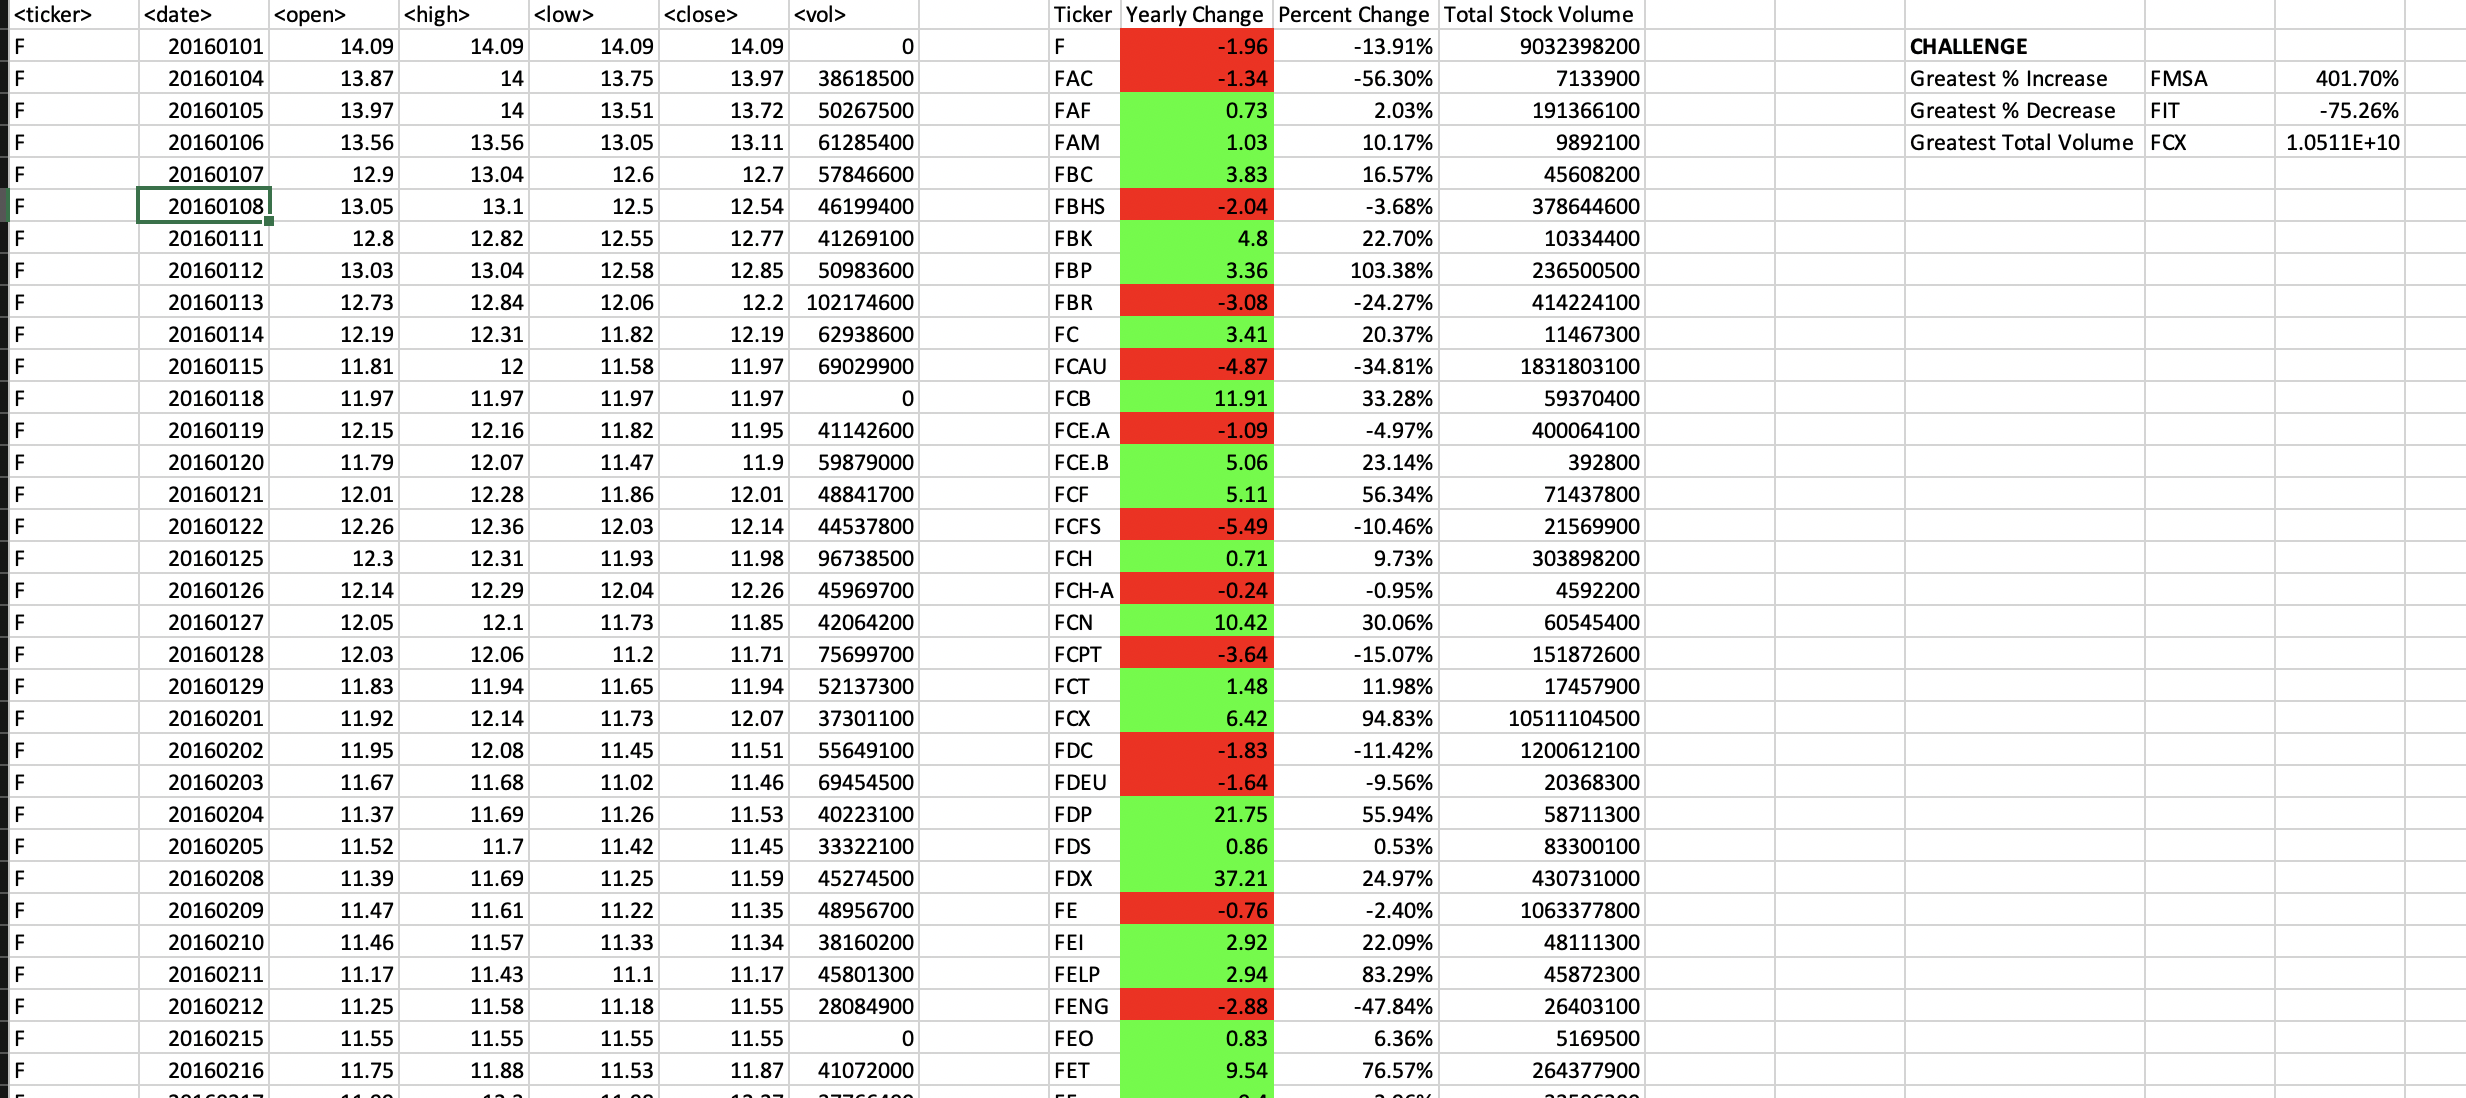 <ticker> <date> <open> <high> <low> <close> <vol> Ticker Yearly Change Percent Change Total Stock Volume
F 20160101 14.09 14.09 14.09 14.09 0 F -1.96 -13.91% 9032398200 CHALLENGE
F 20160104 13.87 14 13.75 13.97 38618500 FAC -1.34 -56.30% 7133900 Greatest % Increase FMSA 401.70%
F 20160105 13.97 14 13.51 13.72 50267500 FAF 0.73 2.03% 191366100 Greatest % Decrease FIT -75.26%
F 20160106 13.56 13.56 13.05 13.11 61285400 FAM 1.03 10.17% 9892100 Greatest Total Volume FCX 1.0511E+10
F 20160107 12.9 13.04 12.6 12.7 57846600 FBC 3.83 16.57% 45608200
F 20160108 13.05 13.1 12.5 12.54 46199400 FBHS -2.04 -3.68% 378644600
F 20160111 12.8 12.82 12.55 12.77 41269100 FBK 4.8 22.70% 10334400
F 20160112 13.03 13.04 12.58 12.85 50983600 FBP 3.36 103.38% 236500500
F 20160113 12.73 12.84 12.06 12.2 102174600 FBR -3.08 -24.27% 414224100
F 20160114 12.19 12.31 11.82 12.19 62938600 FC 3.41 20.37% 11467300
F 20160115 11.81 12 11.58 11.97 69029900 FCAU -4.87 -34.81% 1831803100
F 20160118 11.97 11.97 11.97 11.97 0 FCB 11.91 33.28% 59370400
F 20160119 12.15 12.16 11.82 11.95 41142600 FCE.A -1.09 -4.97% 400064100
F 20160120 11.79 12.07 11.47 11.9 59879000 FCE.B 5.06 23.14% 392800
F 20160121 12.01 12.28 11.86 12.01 48841700 FCF 5.11 56.34% 71437800
F 20160122 12.26 12.36 12.03 12.14 44537800 FCFS -5.49 -10.46% 21569900
F 20160125 12.3 12.31 11.93 11.98 96738500 FCH 0.71 9.73% 303898200
F 20160126 12.14 12.29 12.04 12.26 45969700 FCH-A -0.24 -0.95% 4592200
F 20160127 12.05 12.1 11.73 11.85 42064200 FCN 10.42 30.06% 60545400
F 20160128 12.03 12.06 11.2 11.71 75699700 FCPT -3.64 -15.07% 151872600
F 20160129 11.83 11.94 11.65 11.94 52137300 FCT 1.48 11.98% 17457900
F 20160201 11.92 12.14 11.73 12.07 37301100 FCX 6.42 94.83% 10511104500
F 20160202 11.95 12.08 11.45 11.51 55649100 FDC -1.83 -11.42% 1200612100
F 20160203 11.67 11.68 11.02 11.46 69454500 FDEU -1.64 -9.56% 20368300
F 20160204 11.37 11.69 11.26 11.53 40223100 FDP 21.75 55.94% 58711300
F 20160205 11.52 11.7 11.42 11.45 33322100 FDS 0.86 0.53% 83300100
F 20160208 11.39 11.69 11.25 11.59 45274500 FDX 37.21 24.97% 430731000
F 20160209 11.47 11.61 11.22 11.35 48956700 FE -0.76 -2.40% 1063377800
F 20160210 11.46 11.57 11.33 11.34 38160200 FEI 2.92 22.09% 48111300
F 20160211 11.17 11.43 11.1 11.17 45801300 FELP 2.94 83.29% 45872300
F 20160212 11.25 11.58 11.18 11.55 28084900 FENG -2.88 -47.84% 26403100
F 20160215 11.55 11.55 11.55 11.55 0 FEO 0.83 6.36% 5169500
F 20160216 11.75 11.88 11.53 11.87 41072000 FET 9.54 76.57% 264377900